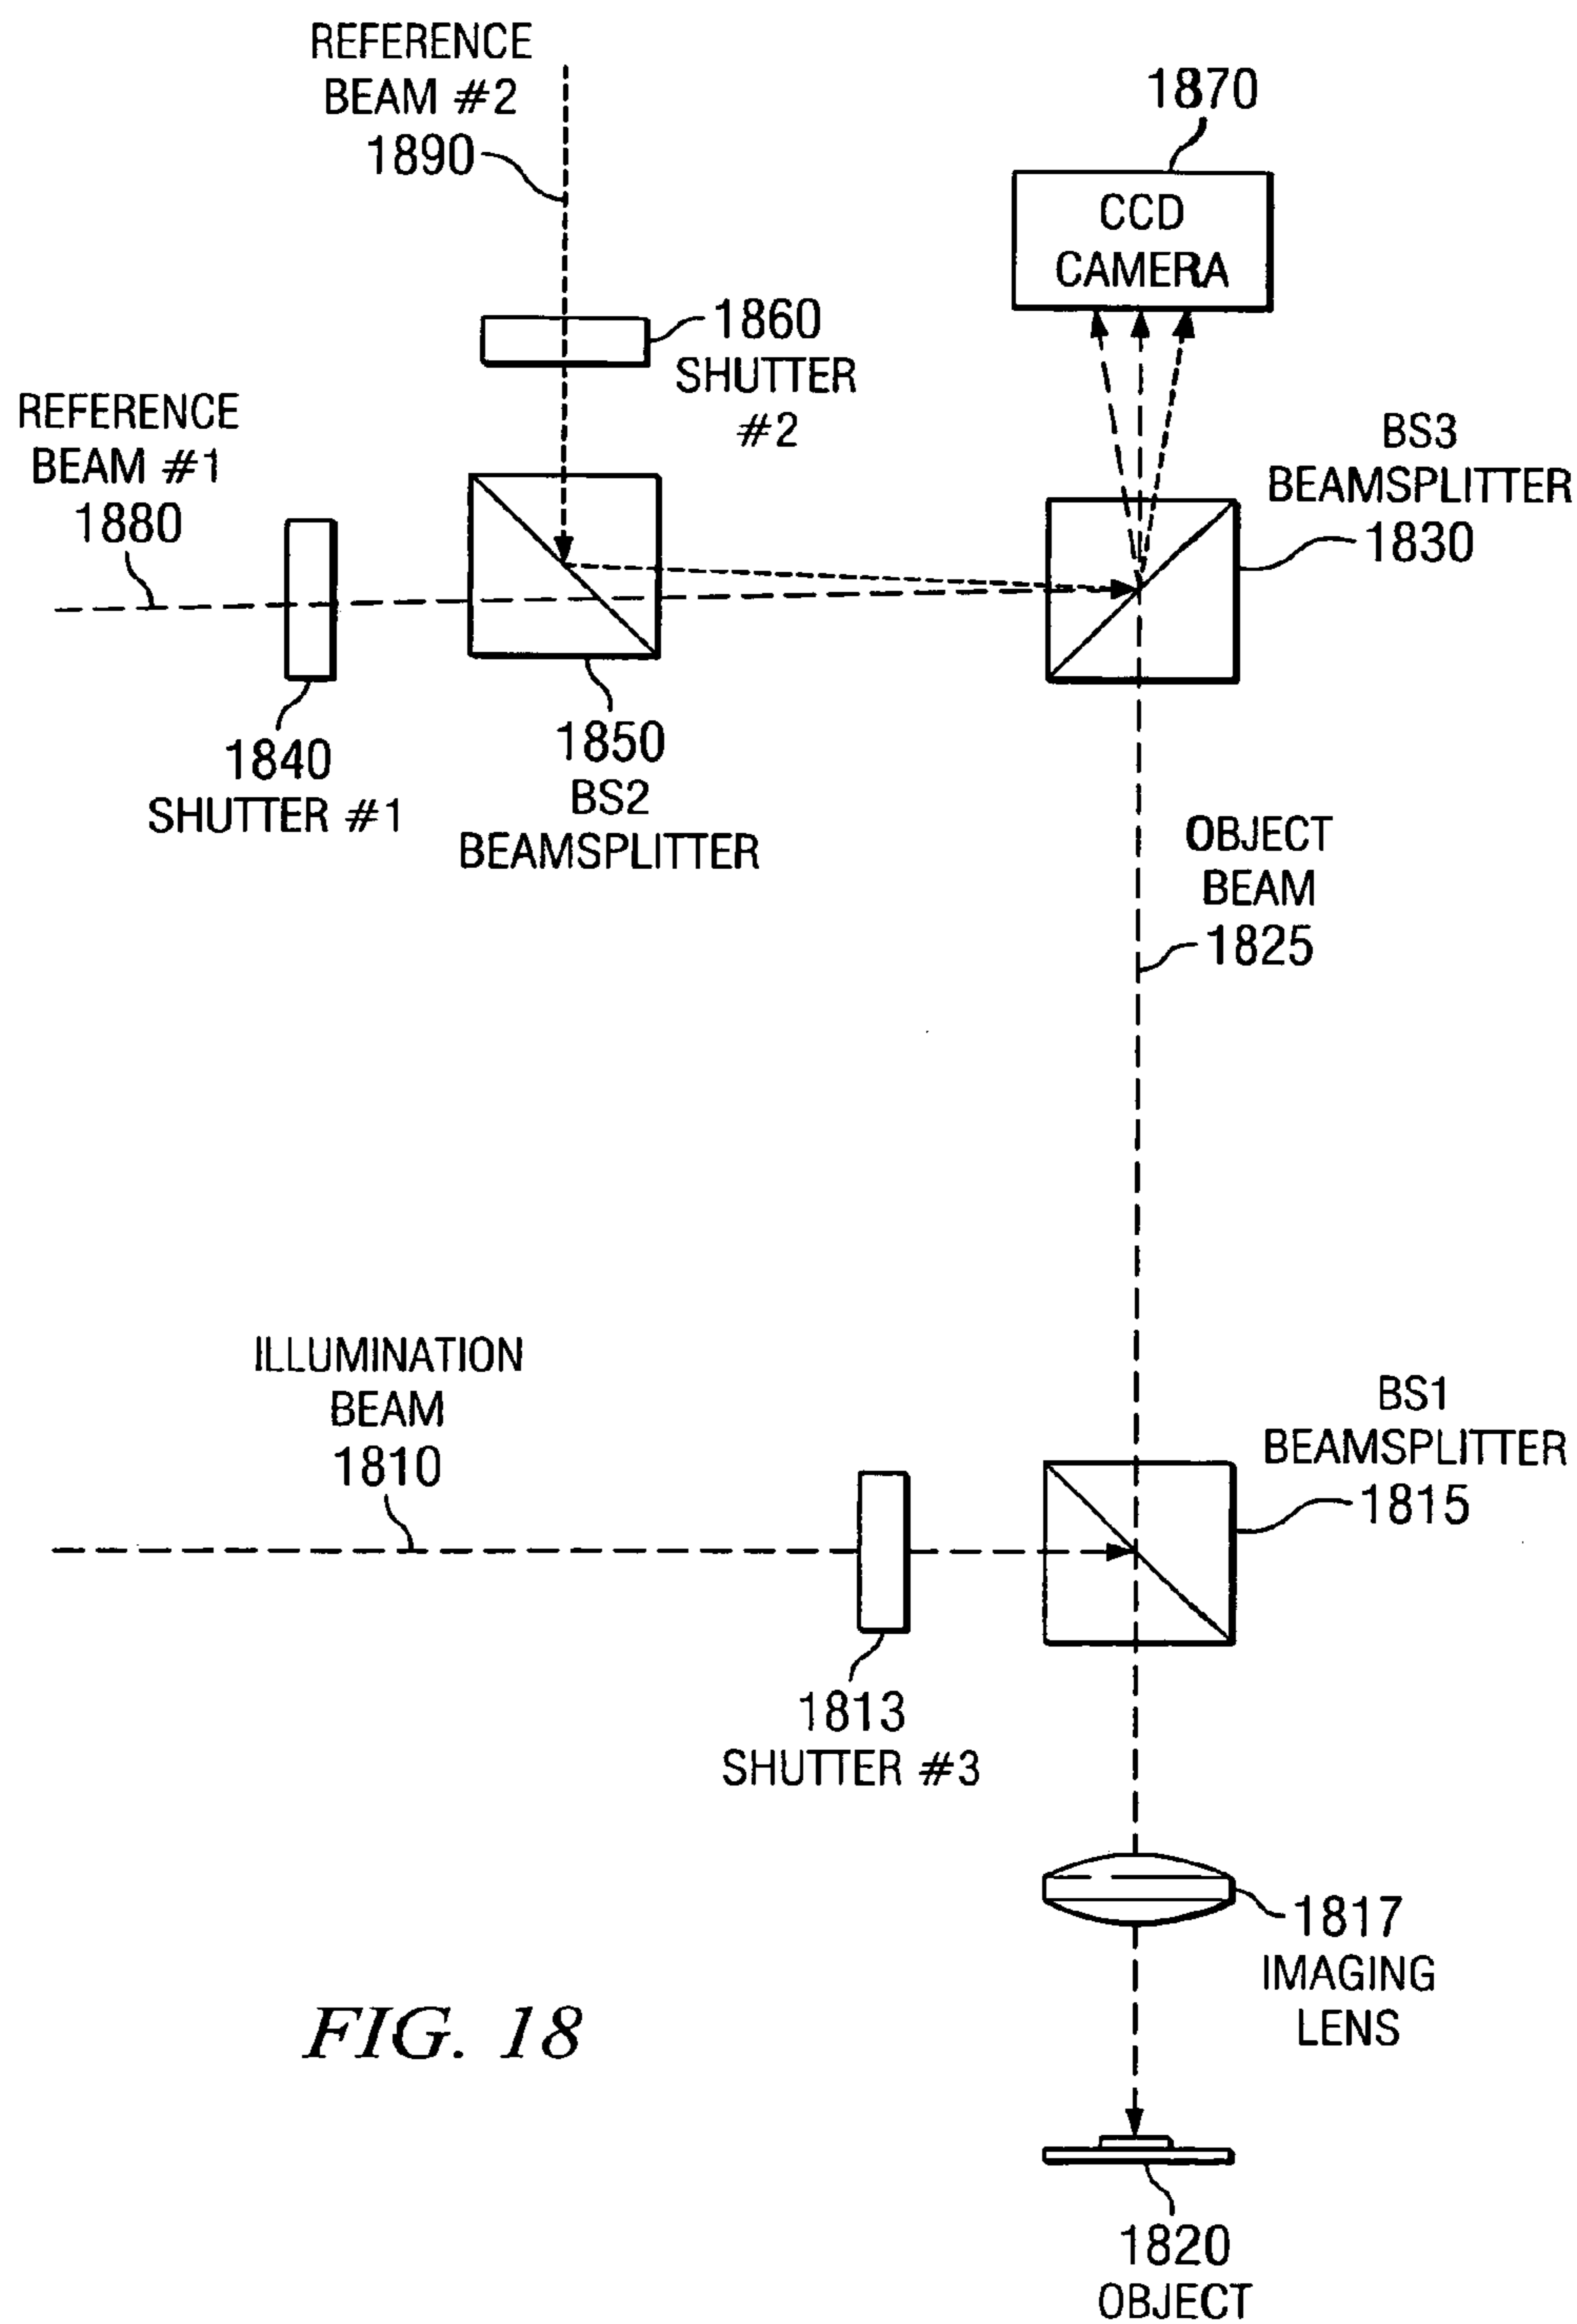 REFERENCE
BEAM #2
1890
1870
CCD
CAMERA
1860
SHUTTER
#2
REFERENCE
BEAM #1
1880
BS3
BEAMSPLITTER
1830
1840
SHUTTER #1
1850
BS2
BEAMSPLITTER
OBJECT
BEAM
1825
ILLUMINATION
BEAM
1810
BS1
BEAMSPLITTER
1815
1813
SHUTTER #3
1817
IMAGING
LENS
FIG. 18
1820
OBJECT